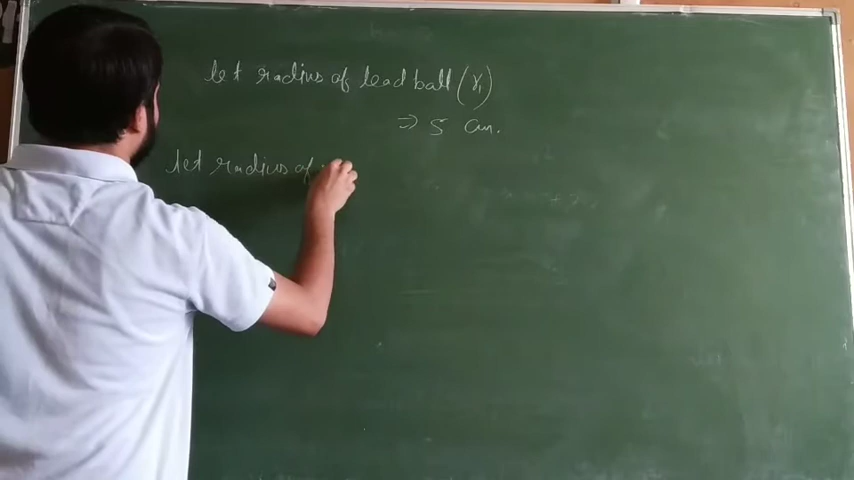 let radius of lead ball (r₁)
⇒ 5 cm.
let radius of